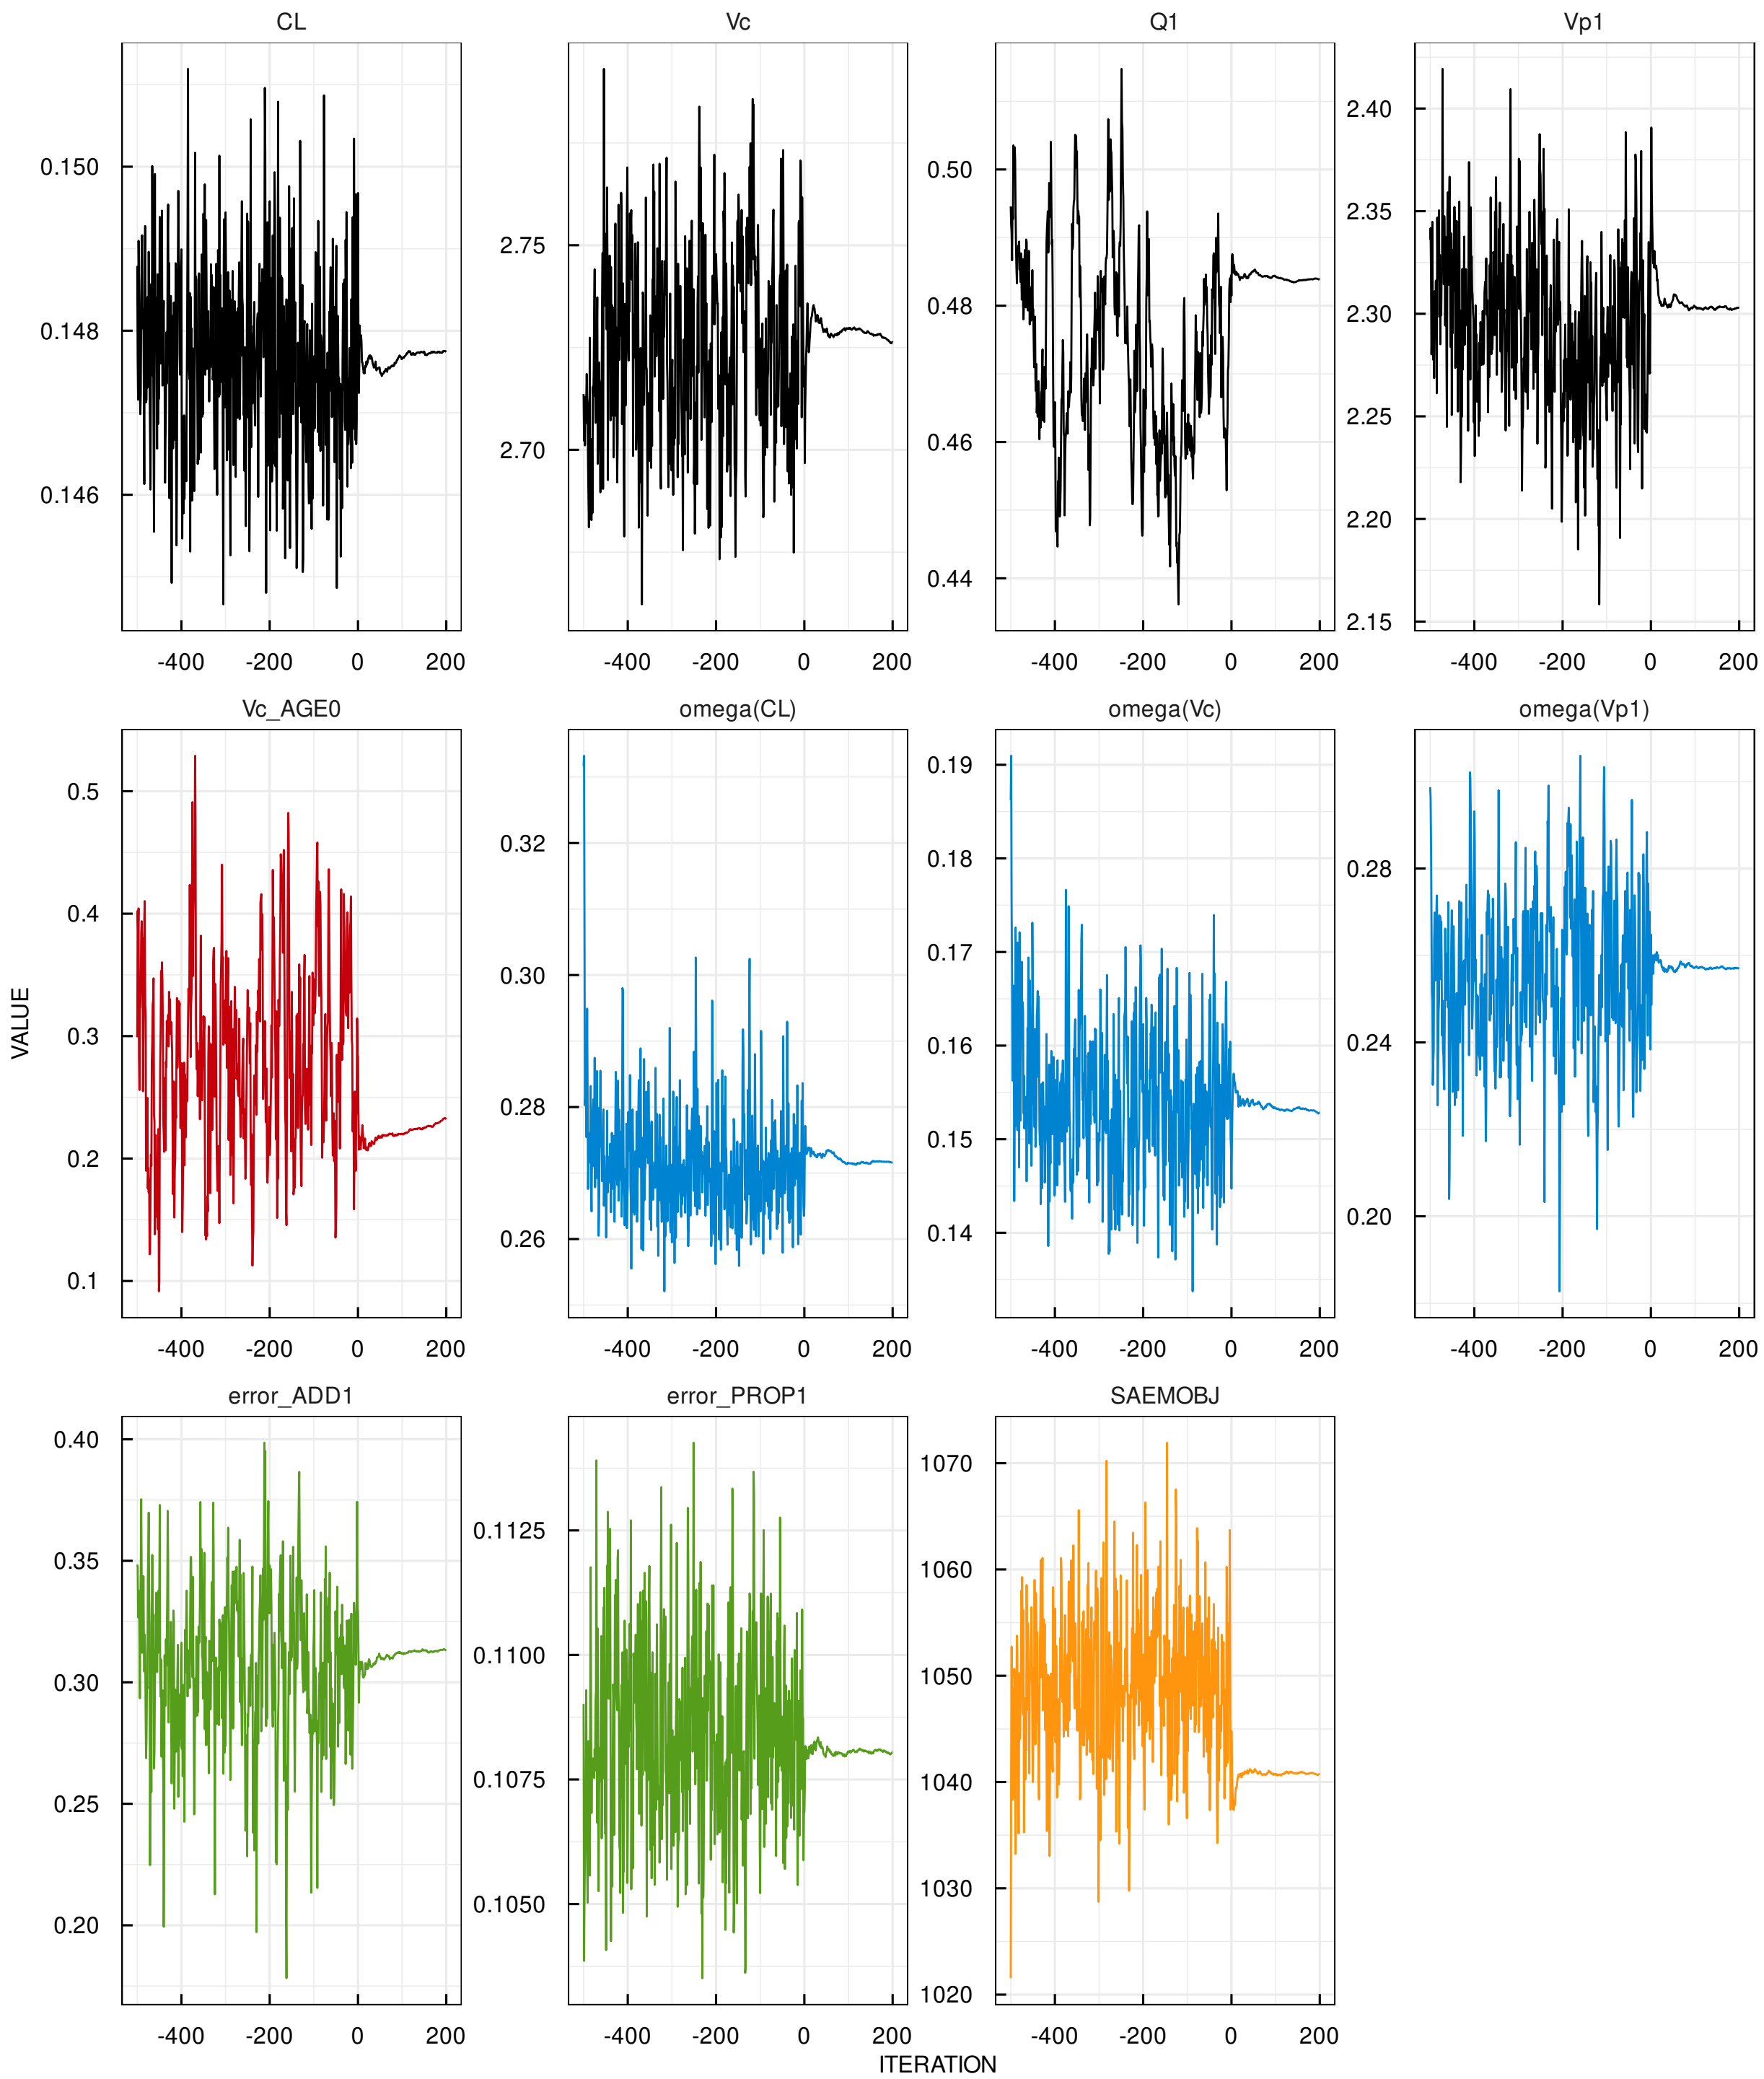 CL Vc Q1 Vp1
0.150 0.148 0.146
2.75 2.70
0.50 0.48 0.46 0.44
2.40 2.35 2.30 2.25 2.20 2.15
-400 -200 0 200 -400 -200 0 200 -400 -200 0 200 -400 -200 0 200
Vc_AGE0 omega(CL) omega(Vc) omega(Vp1)
0.5 0.4 0.3 0.2 0.1
0.32 0.30 0.28 0.26
0.19 0.18 0.17 0.16 0.15 0.14
0.28 0.24 0.20
-400 -200 0 200 -400 -200 0 200 -400 -200 0 200 -400 -200 0 200
VALUE
error_ADD1 error_PROP1 SAEMOBJ
0.40 0.35 0.30 0.25 0.20
0.1125 0.1100 0.1075 0.1050
1070 1060 1050 1040 1030 1020
-400 -200 0 200 -400 -200 0 200 -400 -200 0 200
ITERATION